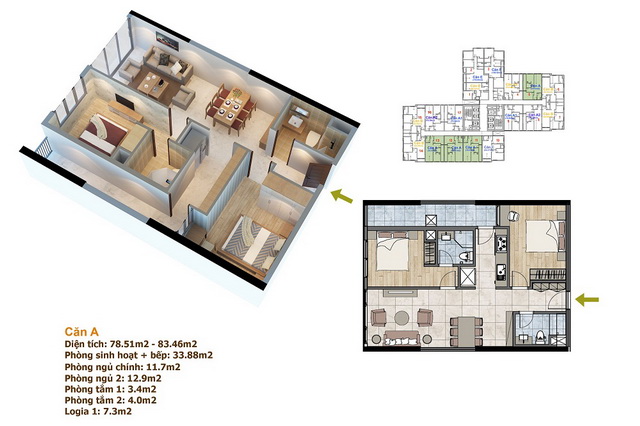 Căn A
Diện tích: 78.51m2 - 83.46m2
Phòng sinh hoạt + bếp: 33.88m2
Phòng ngủ chính: 11.7m2
Phòng ngủ 2: 12.9m2
Phòng tắm 1: 3.4m2
Phòng tắm 2: 4.0m2
Logia 1: 7.3m2